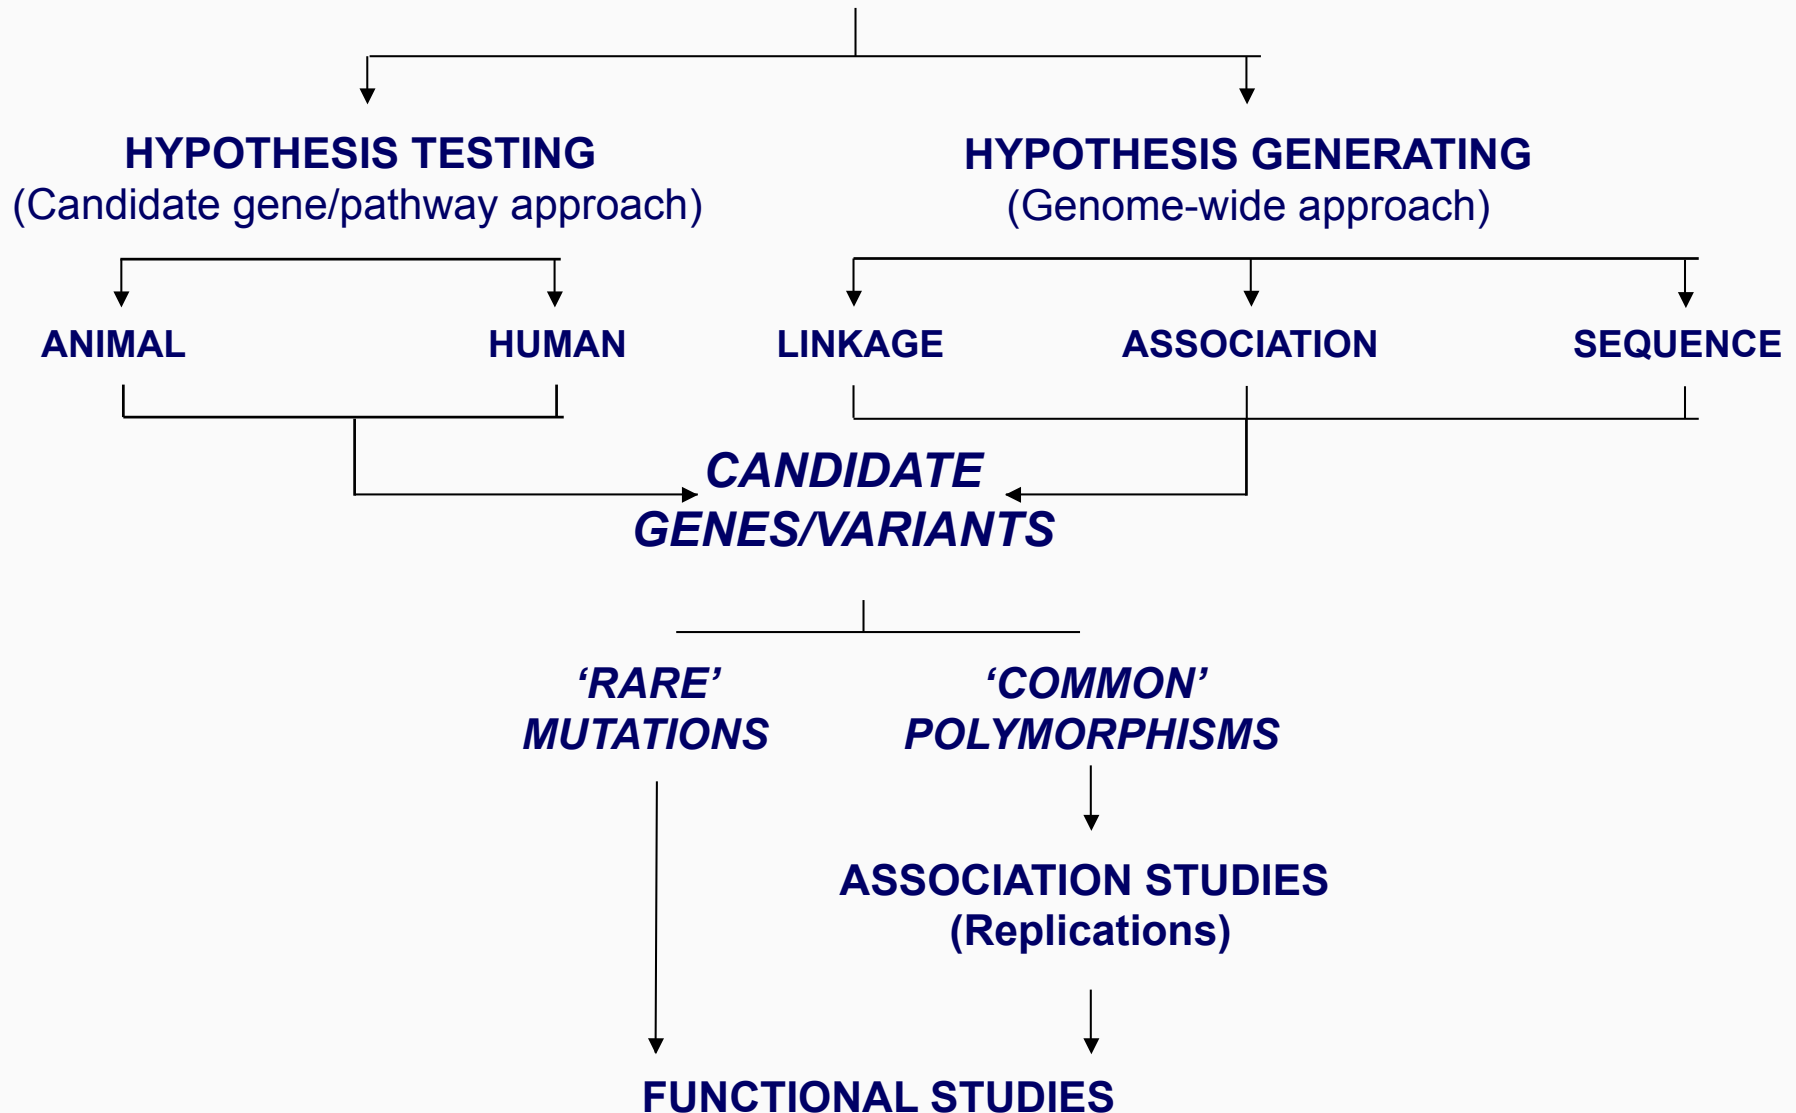 HYPOTHESIS TESTING
(Candidate gene/pathway approach)
HYPOTHESIS GENERATING
(Genome-wide approach)
ANIMAL
HUMAN
LINKAGE
ASSOCIATION
SEQUENCE
CANDIDATE
GENES/VARIANTS
‘RARE’
MUTATIONS
‘COMMON’
POLYMORPHISMS
ASSOCIATION STUDIES
(Replications)
FUNCTIONAL STUDIES